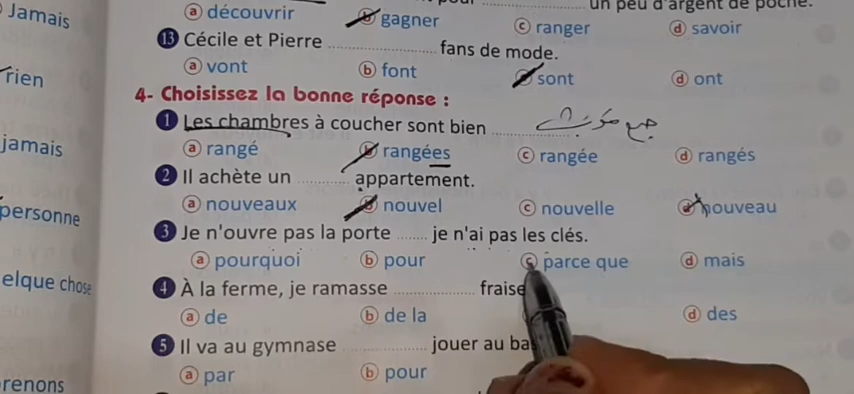 Jamais
rien
jamais
personne
elque chose
renons
un peu d'argent de poche.
ⓐ découvrir ⓑ gagner ⓒ ranger ⓓ savoir
13 Cécile et Pierre .................... fans de mode.
ⓐ vont ⓑ font ⓒ sont ⓓ ont
4- Choisissez la bonne réponse :
1 Les chambres à coucher sont bien .................... جمع مؤنث
ⓐ rangé ⓑ rangées ⓒ rangée ⓓ rangés
2 Il achète un .......... appartement.
ⓐ nouveaux ⓑ nouvel ⓒ nouvelle ⓓ nouveau
3 Je n'ouvre pas la porte ....... je n'ai pas les clés.
ⓐ pourquoi ⓑ pour ⓒ parce que ⓓ mais
4 À la ferme, je ramasse .................. fraise
ⓐ de ⓑ de la ⓓ des
5 Il va au gymnase .................. jouer au ba
ⓐ par ⓑ pour